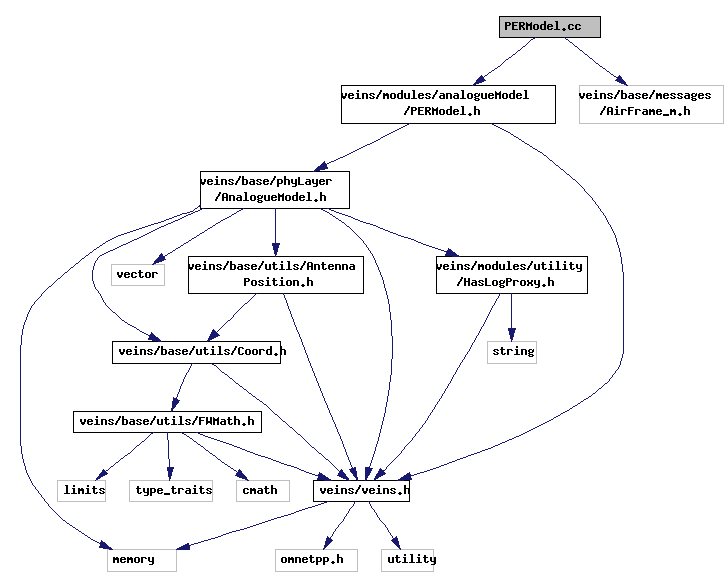 PERModel.cc
veins/modules/analogueModel
/PERModel.h
veins/base/messages
/AirFrame_m.h
veins/base/phyLayer
/AnalogueModel.h
vector
veins/base/utils/Antenna
Position.h
veins/modules/utility
/HasLogProxy.h
veins/base/utils/Coord.h
string
veins/base/utils/FWMath.h
limits
type_traits
cmath
veins/veins.h
memory
omnetpp.h
utility